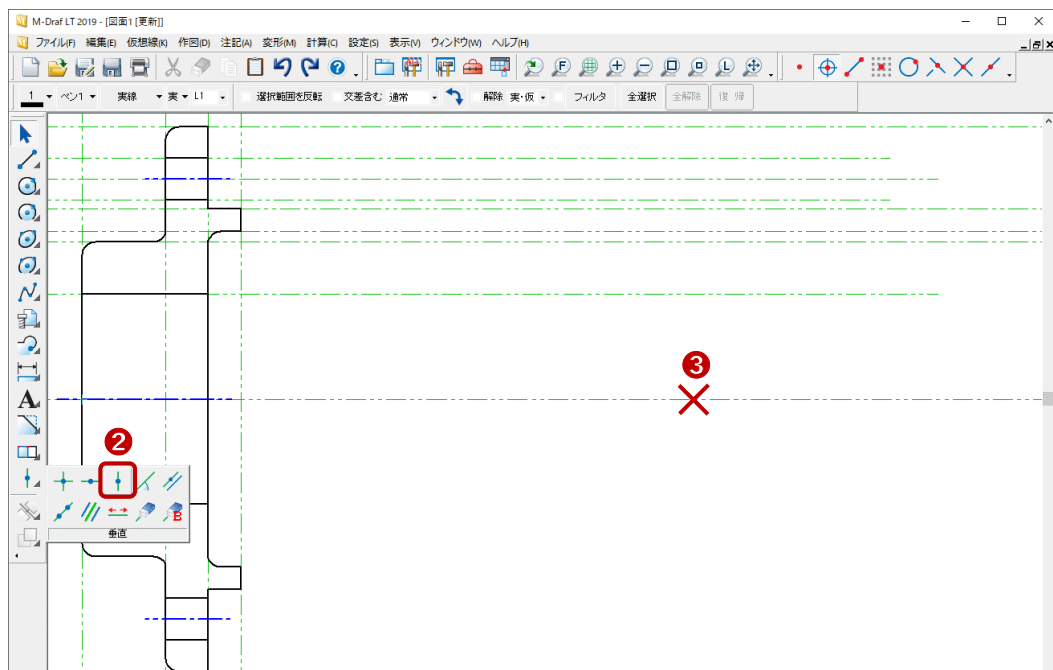 M-Draf LT 2019 - [図面1 [更新]]
ファイル(F) 編集(E) 仮想線(K) 作図(D) 注記(A) 変形(M) 計算(C) 設定(S) 表示(V) ウィンドウ(W) ヘルプ(H)
1 ペン1 実線 実 L1 選択範囲を反転 交差含む 通常 解除 実・仮 フィルタ 全選択 全解除 復 帰
❸
❷
垂直